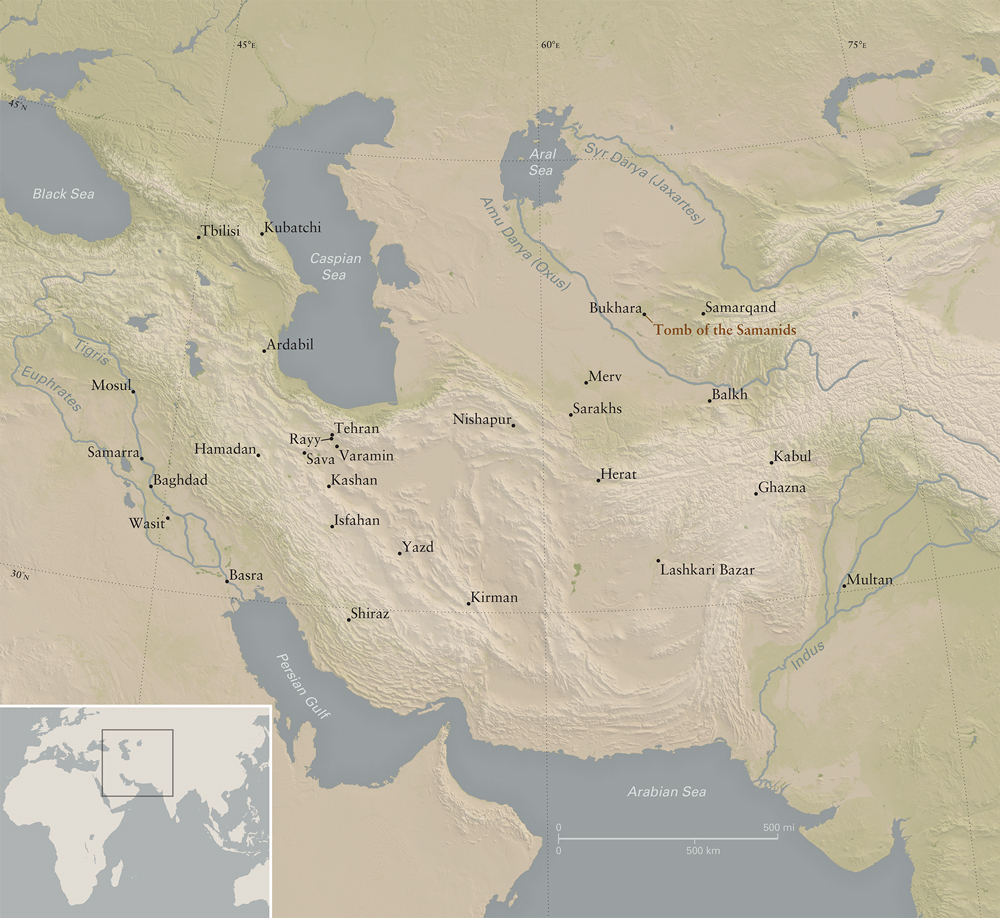 45°E
60°E
75°E
45°N
Aral
Sea
Syr Darya (Jaxartes)
Black Sea
Amu Darya (Oxus)
Tbilisi
Kubatchi
Caspian
Sea
Bukhara
Samarqand
Tomb of the Samanids
Ardabil
Tigris
Euphrates
Mosul
Merv
Balkh
Sarakhs
Nishapur
Tehran
Rayy
Hamadan
Sava
Varamin
Samarra
Kabul
Baghdad
Kashan
Herat
Ghazna
Wasit
Isfahan
Yazd
30°N
Basra
Lashkari Bazar
Multan
Kirman
Shiraz
Indus
Persian Gulf
Arabian Sea
0
500 mi
0
500 km